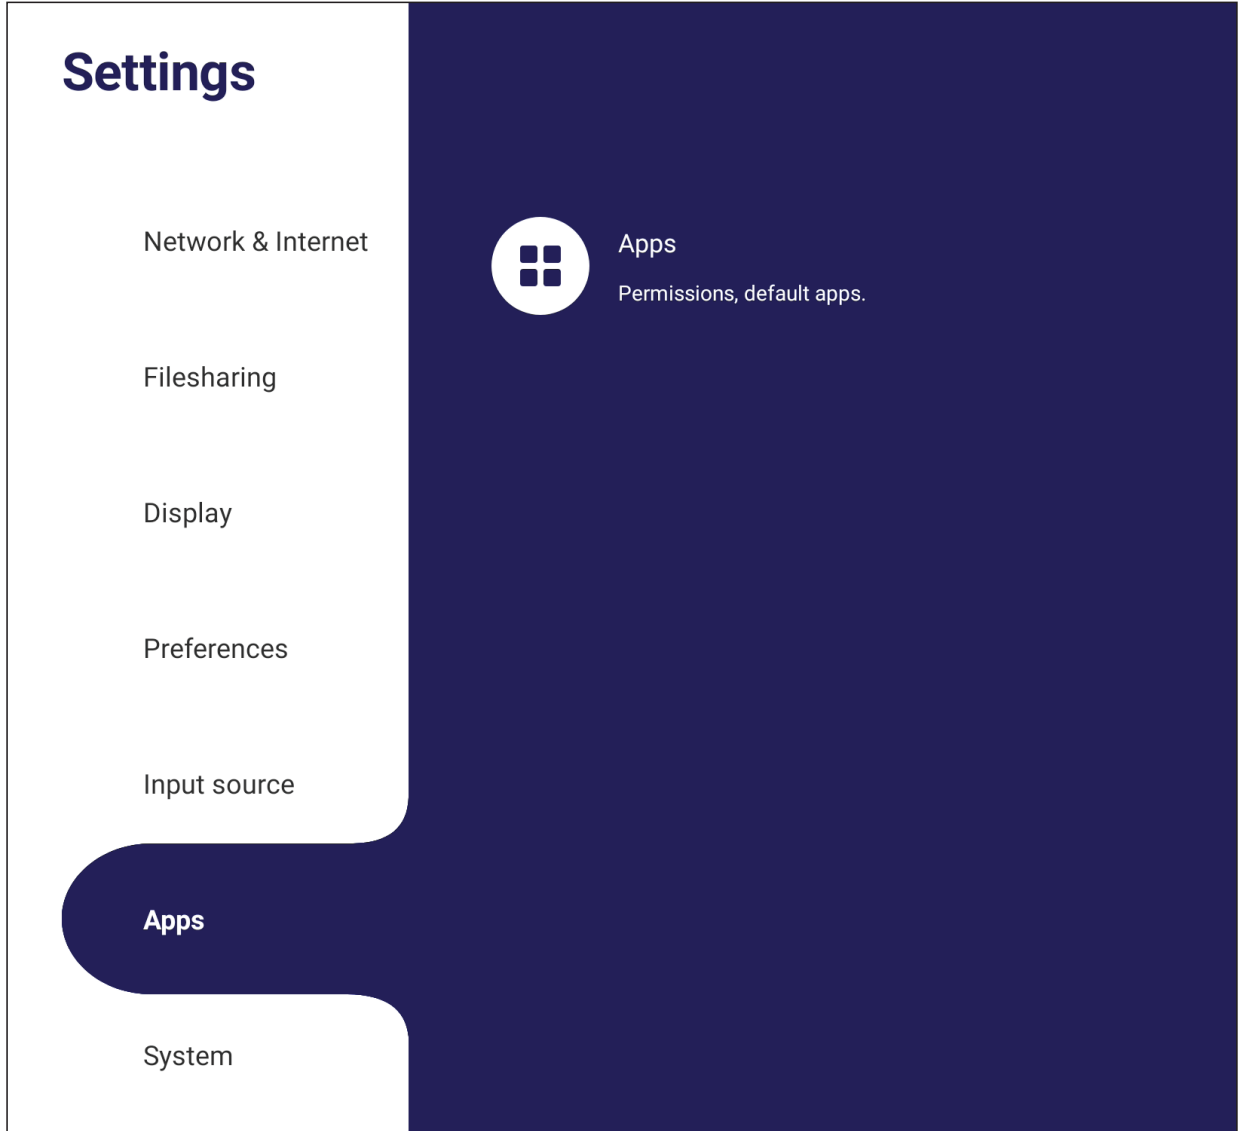 Settings
Network & Internet
Filesharing
Display
Preferences
Input source
Apps
System
Apps
Permissions, default apps.